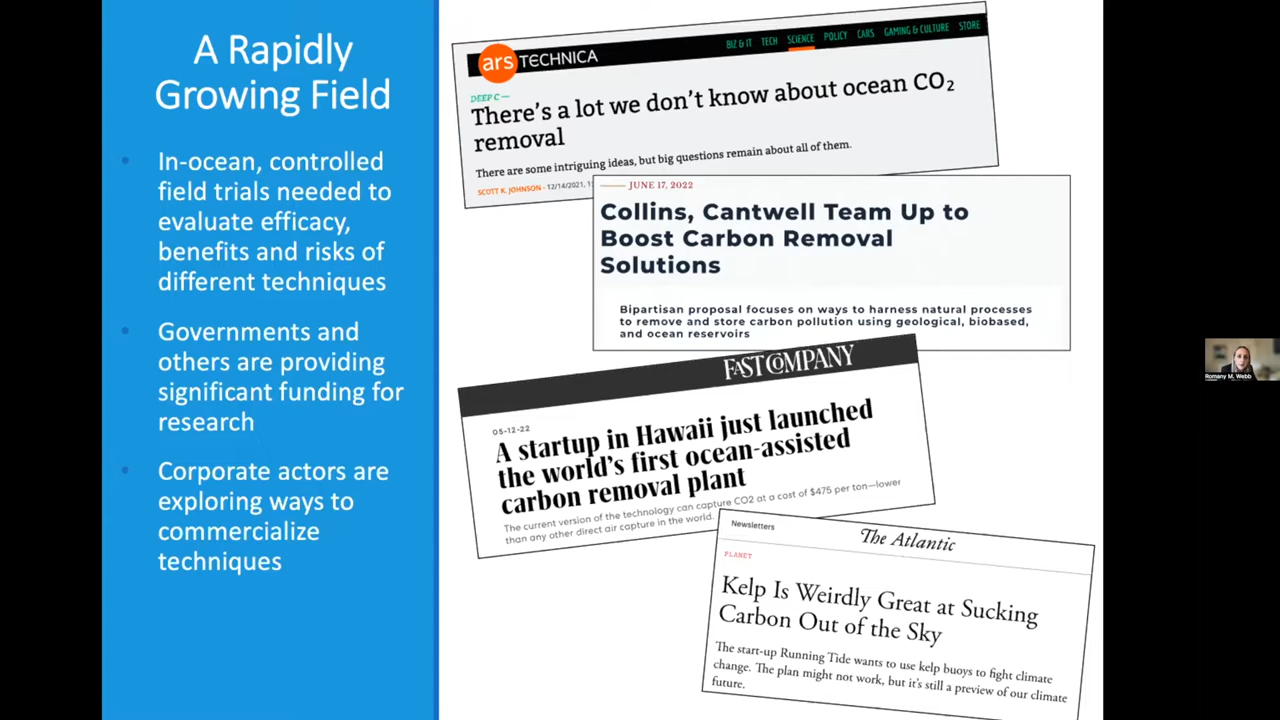 A Rapidly
Growing Field
• In-ocean, controlled
field trials needed to
evaluate efficacy,
benefits and risks of
different techniques
• Governments and
others are providing
significant funding for
research
• Corporate actors are
exploring ways to
commercialize
techniques
ars TECHNICA
BIZ & IT TECH SCIENCE POLICY CARS GAMING & CULTURE STORE
DEEP C —
There's a lot we don't know about ocean CO₂
removal
There are some intriguing ideas, but big questions remain about all of them.
SCOTT K. JOHNSON - 12/14/2021,
JUNE 17, 2022
Collins, Cantwell Team Up to
Boost Carbon Removal
Solutions
Bipartisan proposal focuses on ways to harness natural processes
to remove and store carbon pollution using geological, biobased,
and ocean reservoirs
FAST COMPANY
05-12-22
A startup in Hawaii just launched
the world's first ocean-assisted
carbon removal plant
The current version of the technology can capture CO2 at a cost of $475 per ton—lower
than any other direct air capture in the world.
Newsletters
The Atlantic
PLANET
Kelp Is Weirdly Great at Sucking
Carbon Out of the Sky
The start-up Running Tide wants to use kelp buoys to fight climate
change. The plan might not work, but it's still a preview of our climate
future.
Romany M. Webb